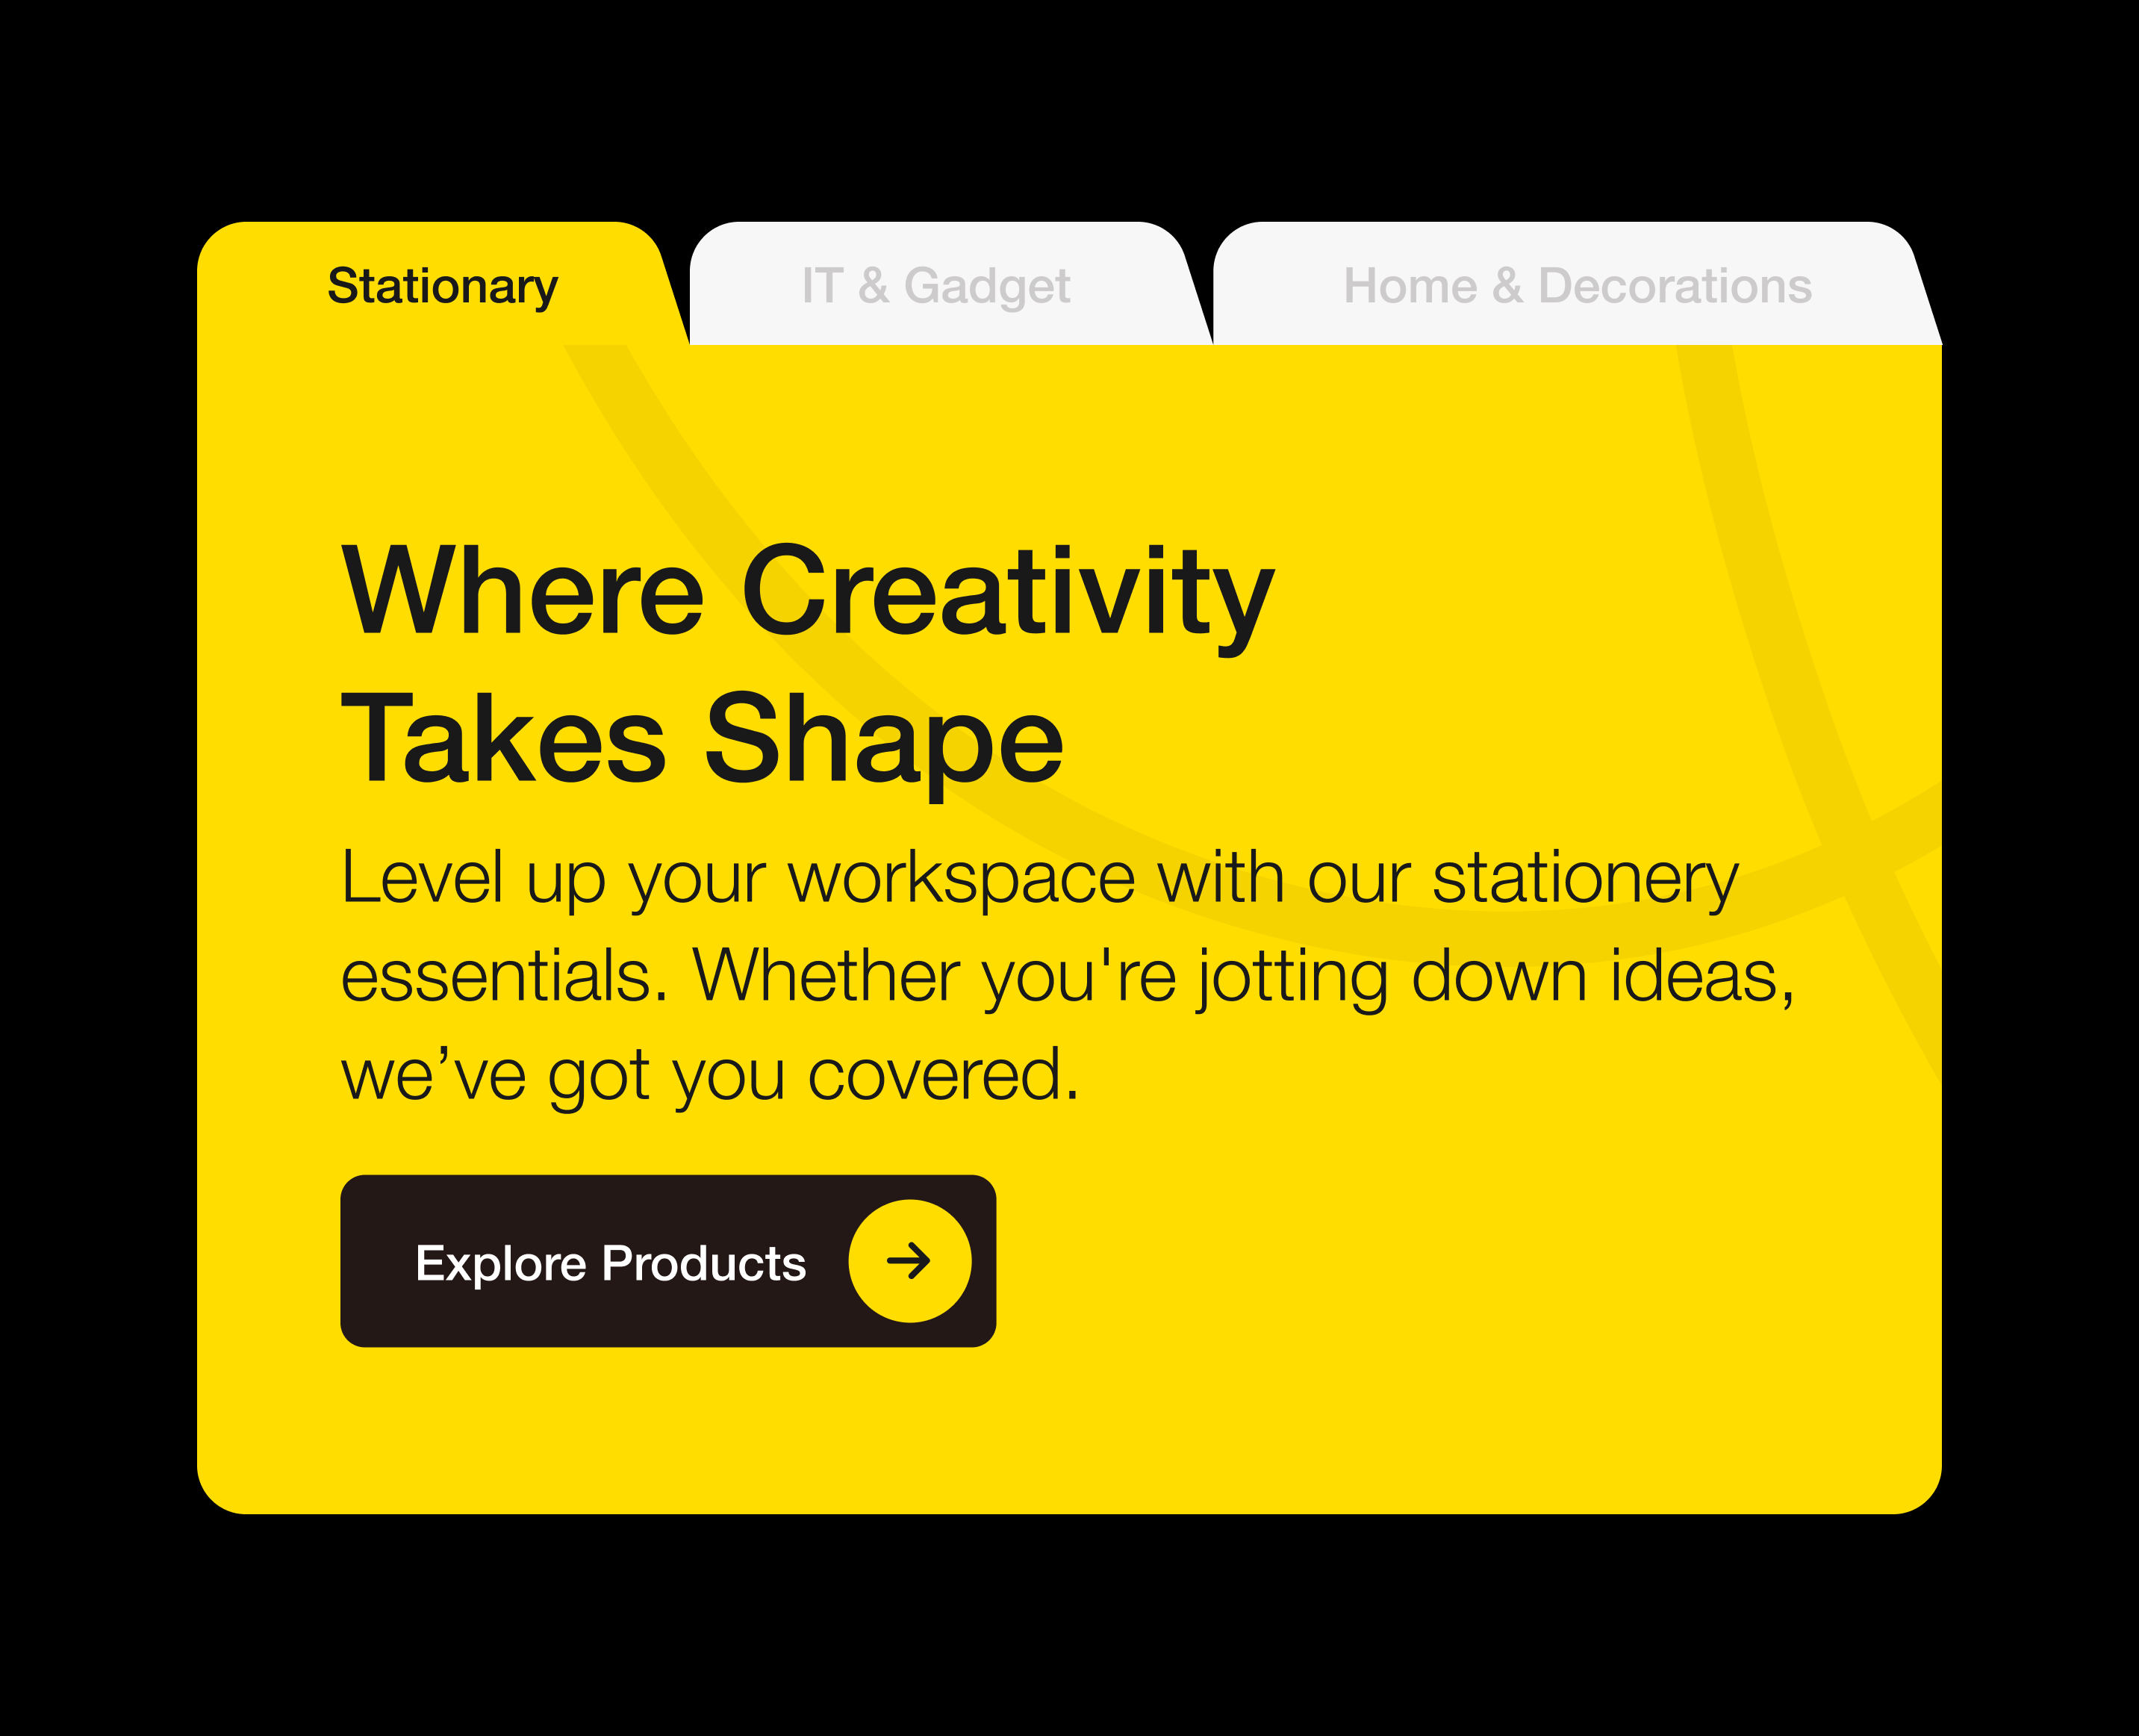 Stationary
IT & Gadget
Home & Decorations
Where Creativity
Takes Shape
Level up your workspace with our stationery
essentials. Whether you're jotting down ideas,
we’ve got you covered.
Explore Products